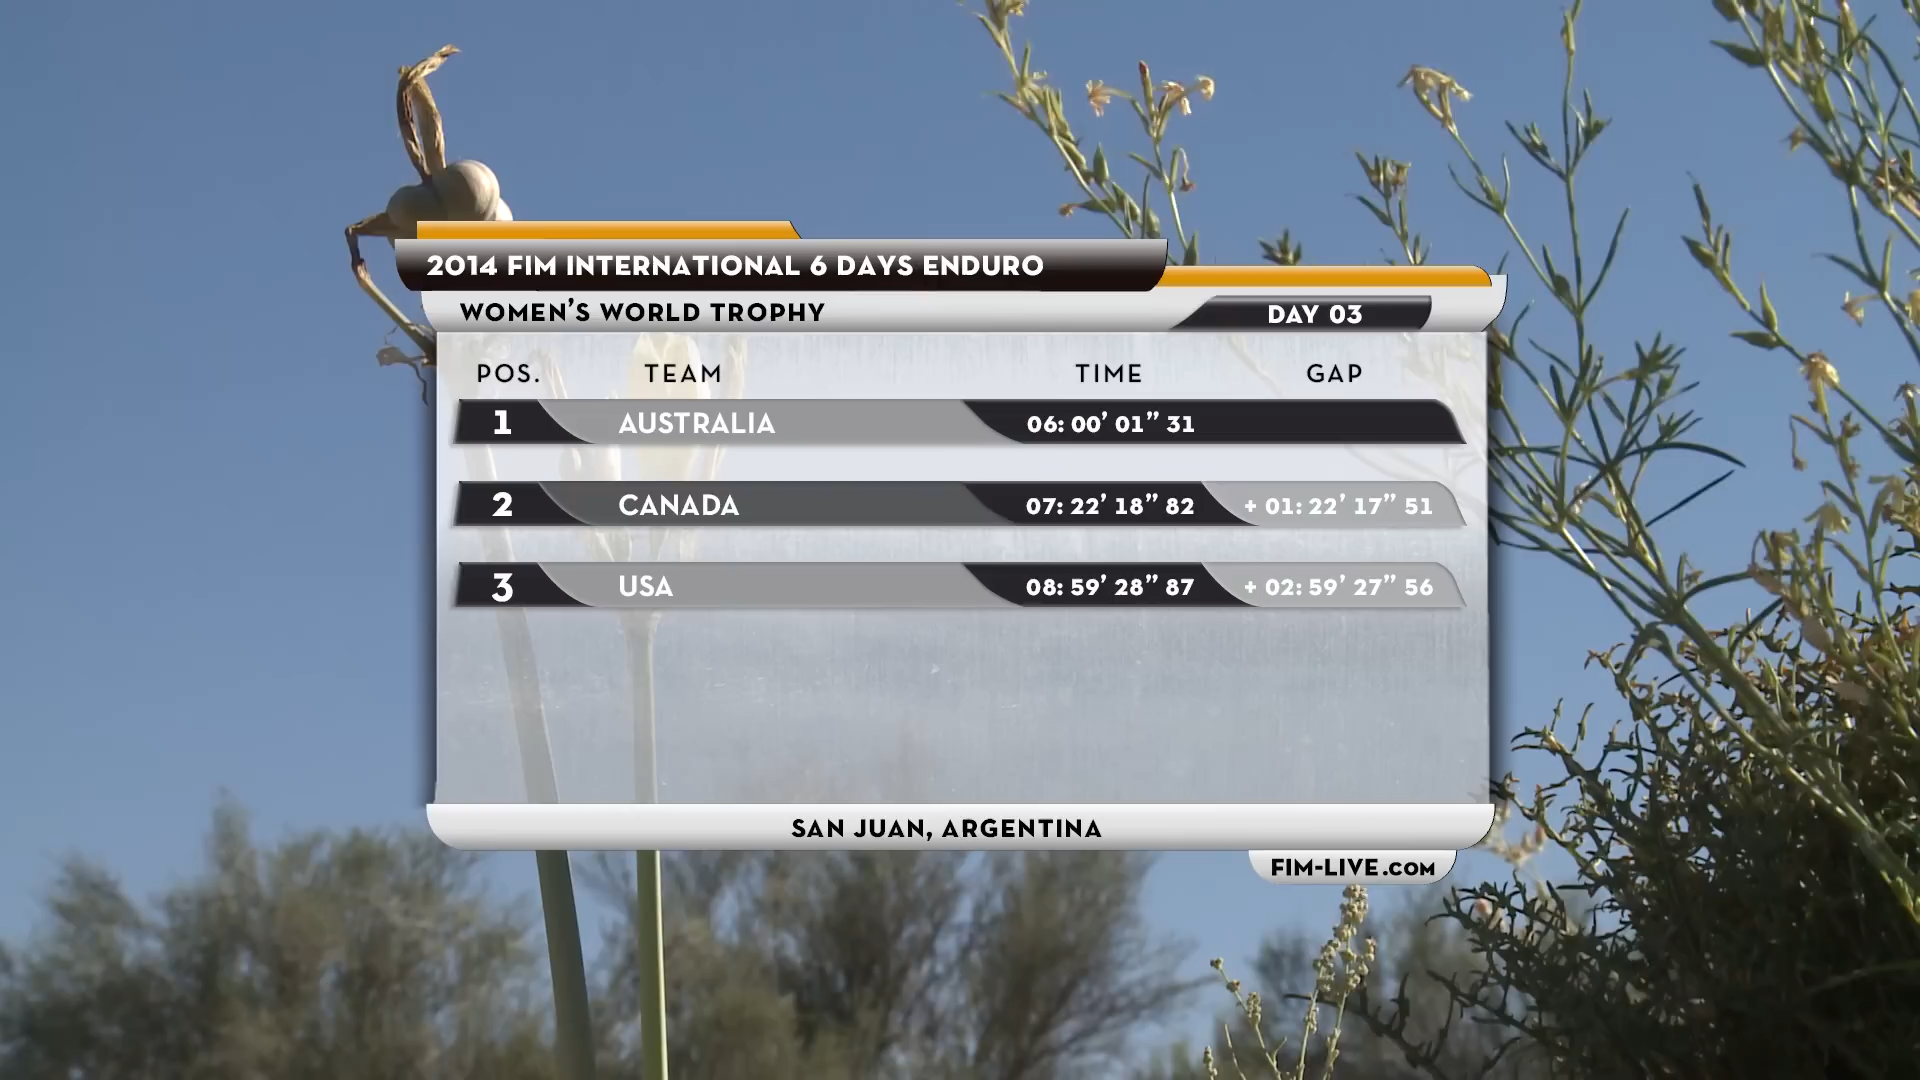 2014 FIM INTERNATIONAL 6 DAYS ENDURO
WOMEN’S WORLD TROPHY DAY 03
POS. TEAM TIME GAP
1 AUSTRALIA 06: 00’ 01” 31
2 CANADA 07: 22’ 18” 82 + 01: 22’ 17” 51
3 USA 08: 59’ 28” 87 + 02: 59’ 27” 56
SAN JUAN, ARGENTINA
FIM-LIVE.COM